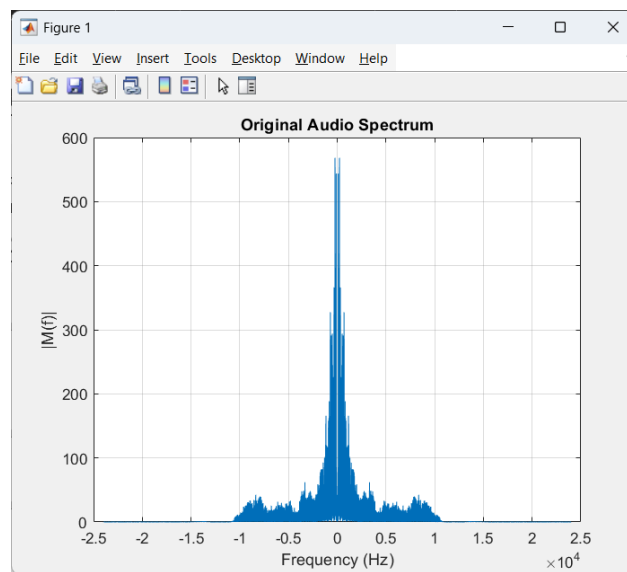 Figure 1
File Edit View Insert Tools Desktop Window Help
Original Audio Spectrum
600
500
400
300
200
100
0
|M(f)|
-2.5 -2 -1.5 -1 -0.5 0 0.5 1 1.5 2 2.5
Frequency (Hz)
×10^4